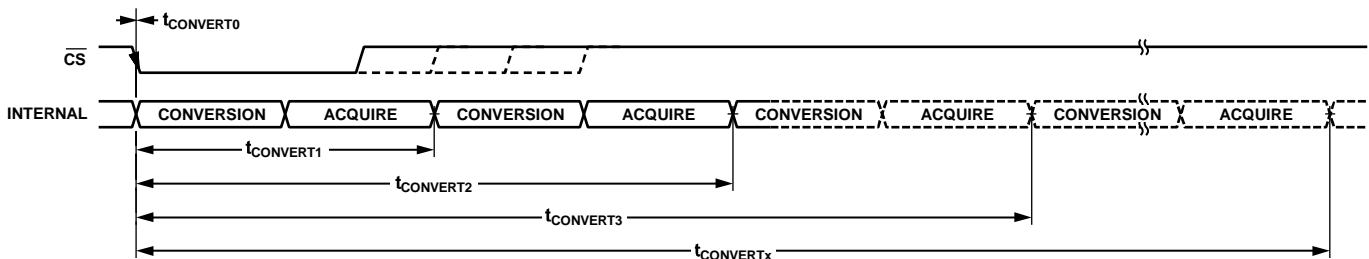 tCONVERT0
CS
INTERNAL CONVERSION ACQUIRE CONVERSION ACQUIRE CONVERSION ACQUIRE CONVERSION ACQUIRE
tCONVERT1
tCONVERT2
tCONVERT3
tCONVERTx